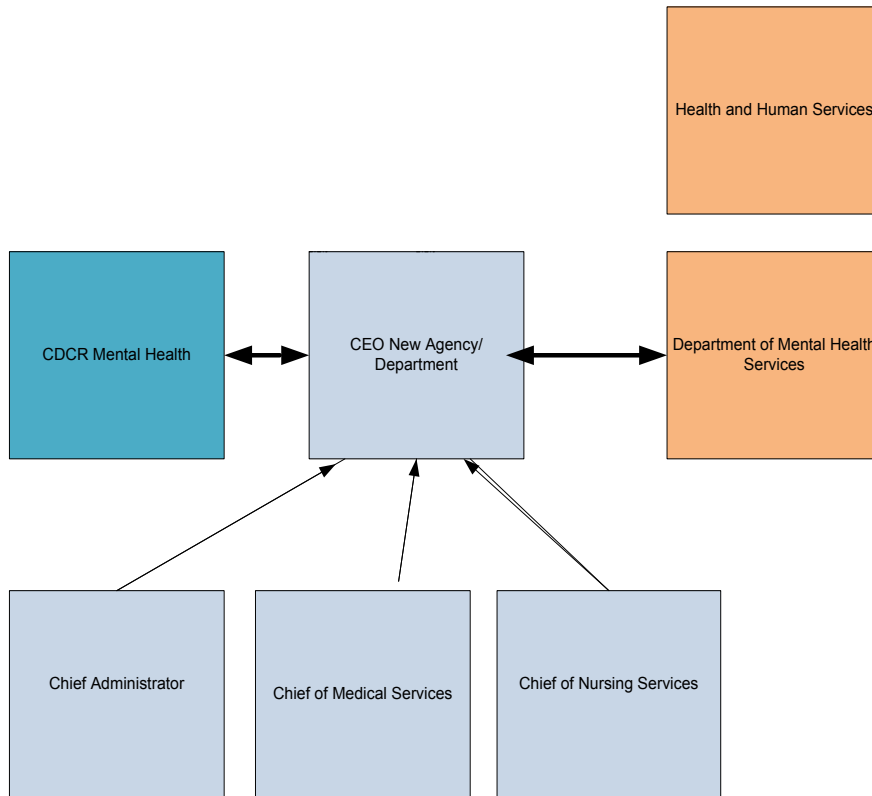 Health and Human Services
CDCR Mental Health
CEO New Agency/
Department
Department of Mental Health
Services
Chief Administrator
Chief of Medical Services
Chief of Nursing Services